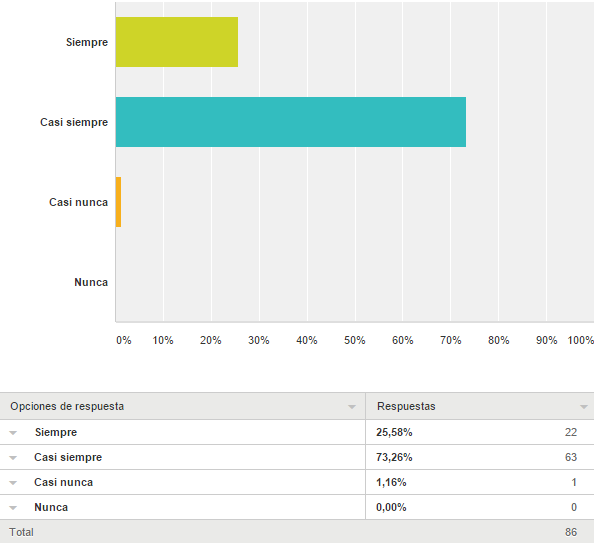 Siempre
Casi siempre
Casi nunca
Nunca
0% 10% 20% 30% 40% 50% 60% 70% 80% 90% 100%
Opciones de respuesta Respuestas
Siempre 25,58% 22
Casi siempre 73,26% 63
Casi nunca 1,16% 1
Nunca 0,00% 0
Total 86